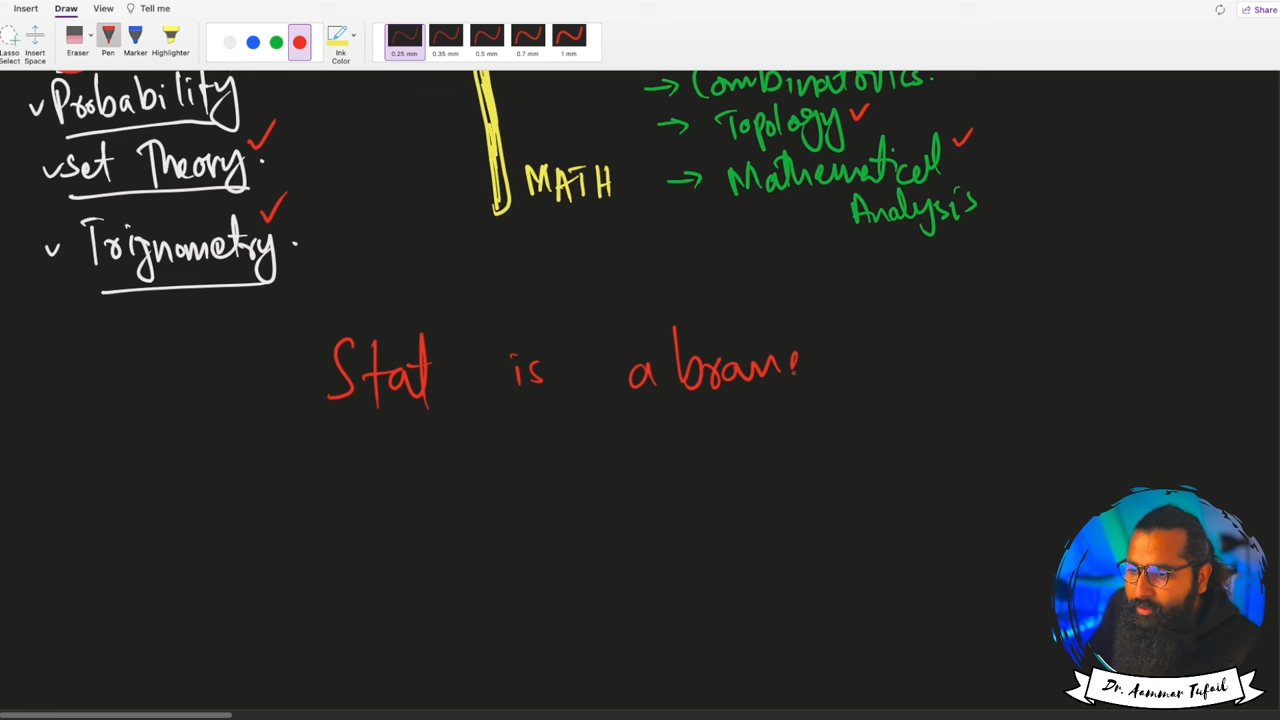 Insert Draw View Tell me
Share
Lasso Select
Insert Space
Eraser
Pen
Marker
Highlighter
Ink Color
0.25 mm
0.35 mm
0.5 mm
0.7 mm
1 mm
Probability
set Theory.
Trignometry.
MATH
→ Combinatorics.
→ Topology
→ Mathematical
Analysis
Stat is a bran
Dr. Aammar Tufail